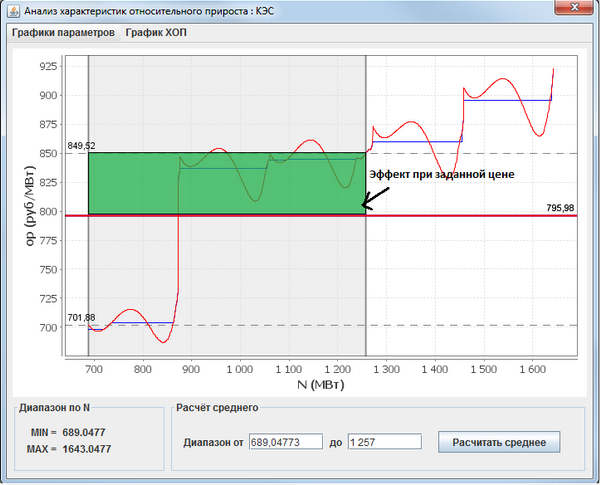 Анализ характеристик относительного прироста : КЭС
Графики параметров График ХОП
925
900
875
850
849,52
825
800
795,98
775
750
725
701,88
700
ор (руб/МВт)
Эффект при заданной цене
700 800 900 1 000 1 100 1 200 1 300 1 400 1 500 1 600
N (МВт)
Диапазон по N
MIN = 689.0477
MAX = 1643.0477
Расчёт среднего
Диапазон от 689,04773 до 1 257 Расчитать среднее